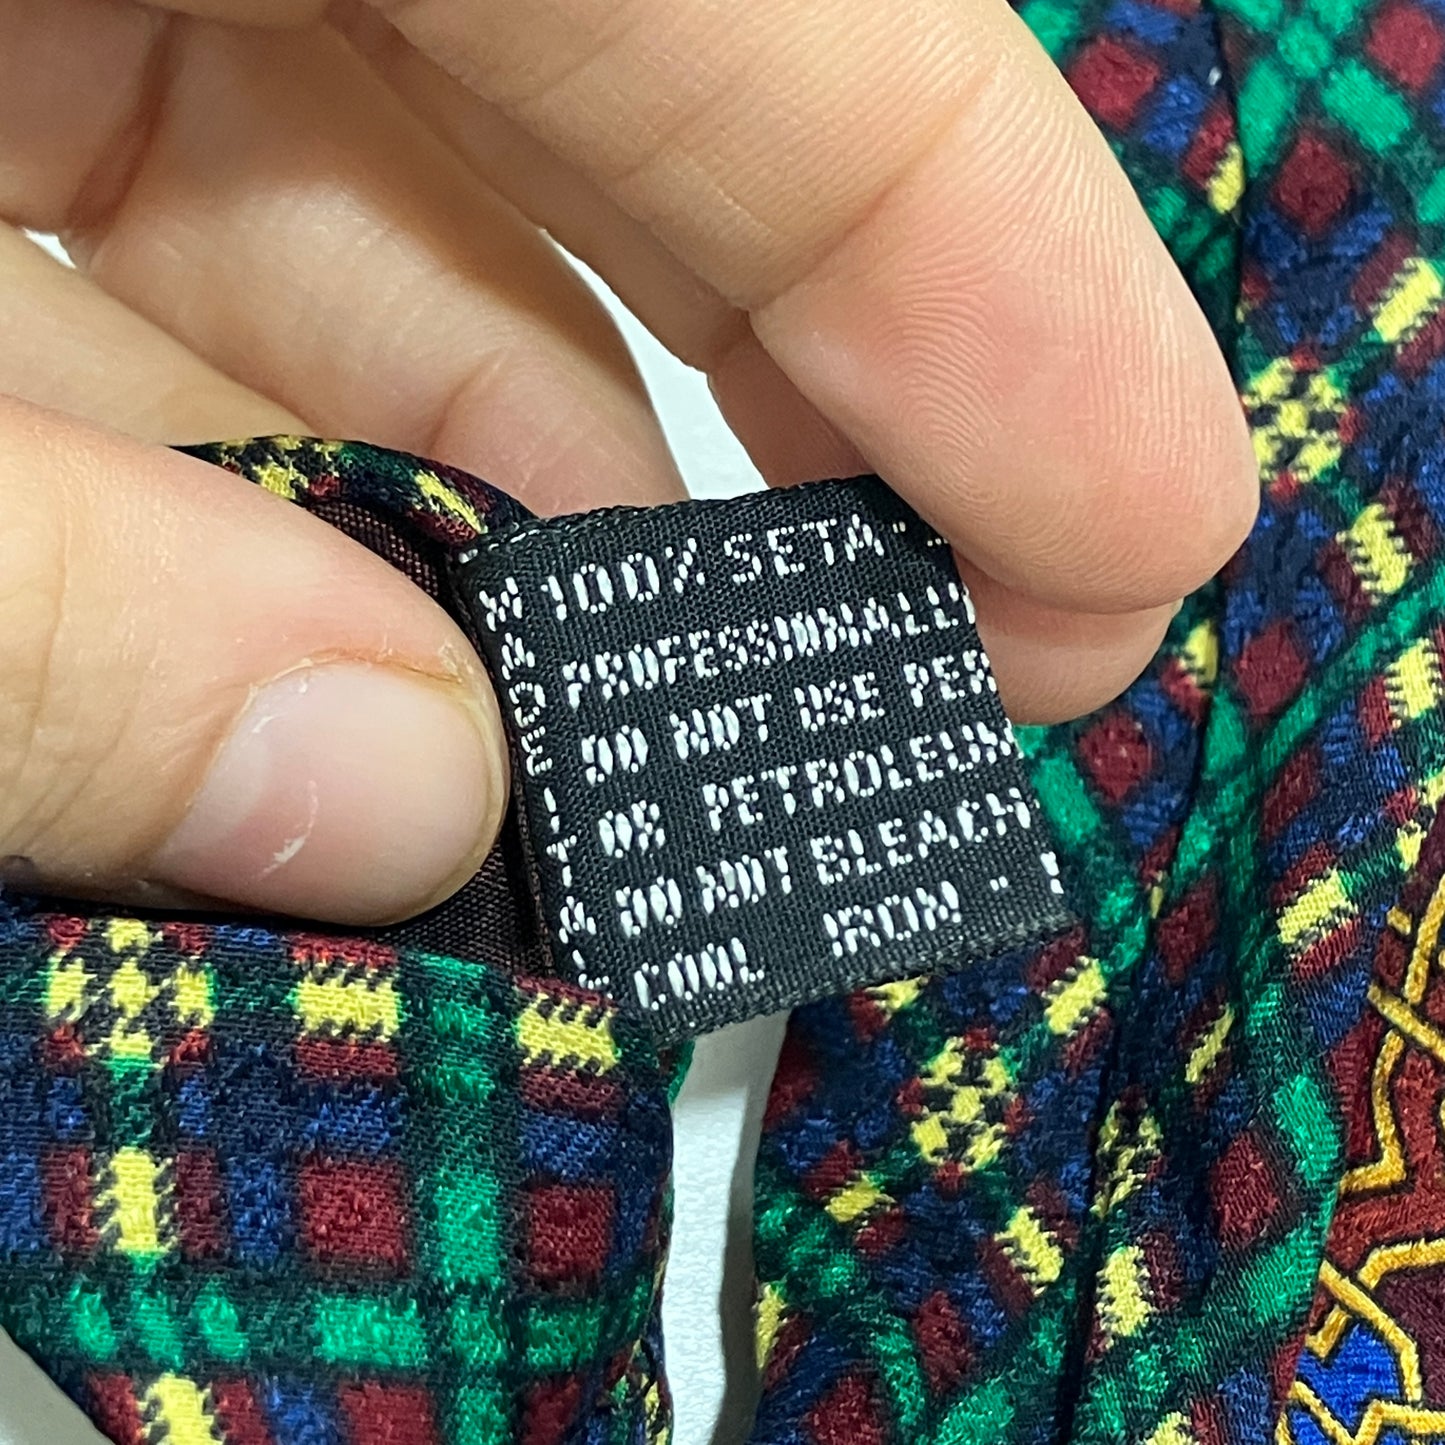 100% SETA-
PROFESSIONALLY
DO NOT USE PER
OR PETROLEUM
DO NOT BLEACH
COOL IRON -